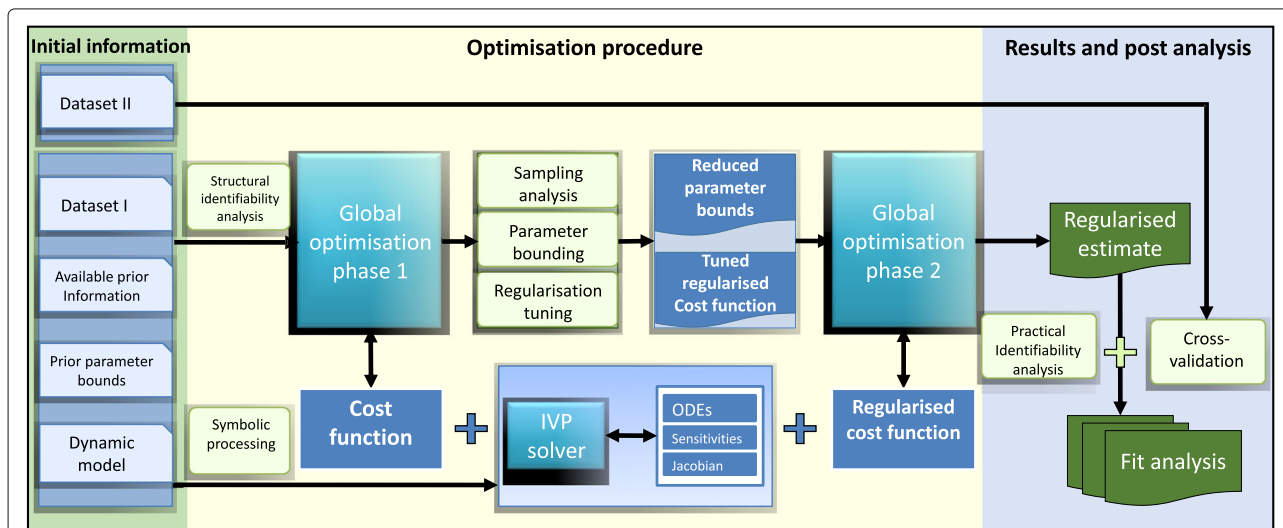 Initial information
Optimisation procedure
Results and post analysis
Dataset II
Dataset I
Available prior
Information
Prior parameter
bounds
Dynamic
model
Structural
identifiability
analysis
Symbolic
processing
Global
optimisation
phase 1
Sampling
analysis
Parameter
bounding
Regularisation
tuning
Reduced
parameter
bounds
Tuned
regularised
Cost function
Global
optimisation
phase 2
Cost
function
IVP
solver
ODEs
Sensitivities
Jacobian
Regularised
cost function
Regularised
estimate
Practical
Identifiability
analysis
Cross-
validation
Fit analysis